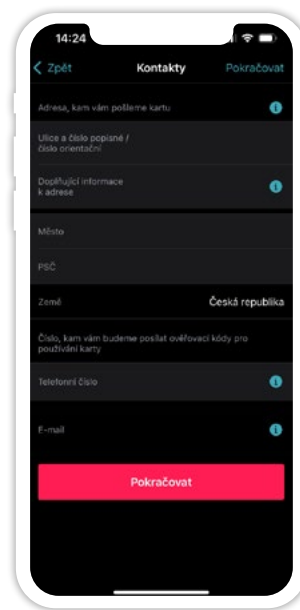 14:24
Zpět Kontakty Pokračovat
Adresa, kam vám pošleme kartu
Ulice a číslo popisné /
číslo orientační
Doplňující informace
k adrese
Město
PSČ
Země Česká republika
Číslo, kam vám budeme posílat ověřovací kódy pro
používání karty
Telefonní číslo
E-mail
Pokračovat